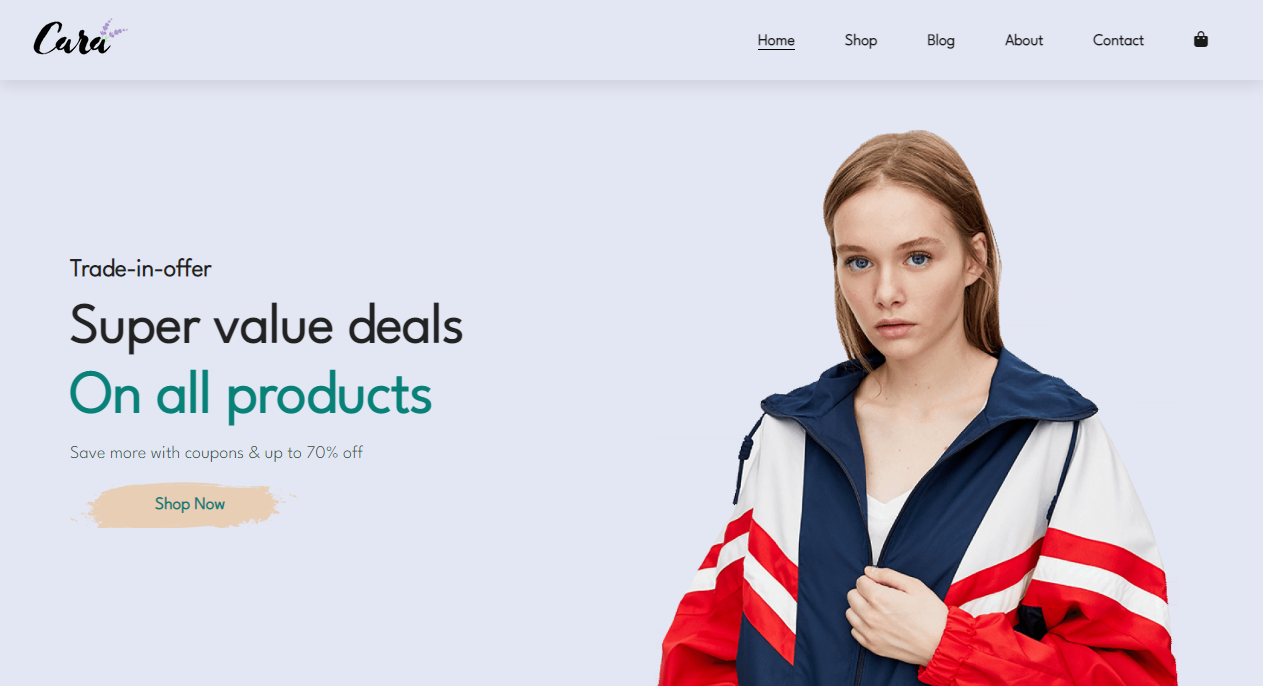 Cara
Home Shop Blog About Contact
Trade-in-offer
Super value deals
On all products
Save more with coupons & up to 70% off
Shop Now